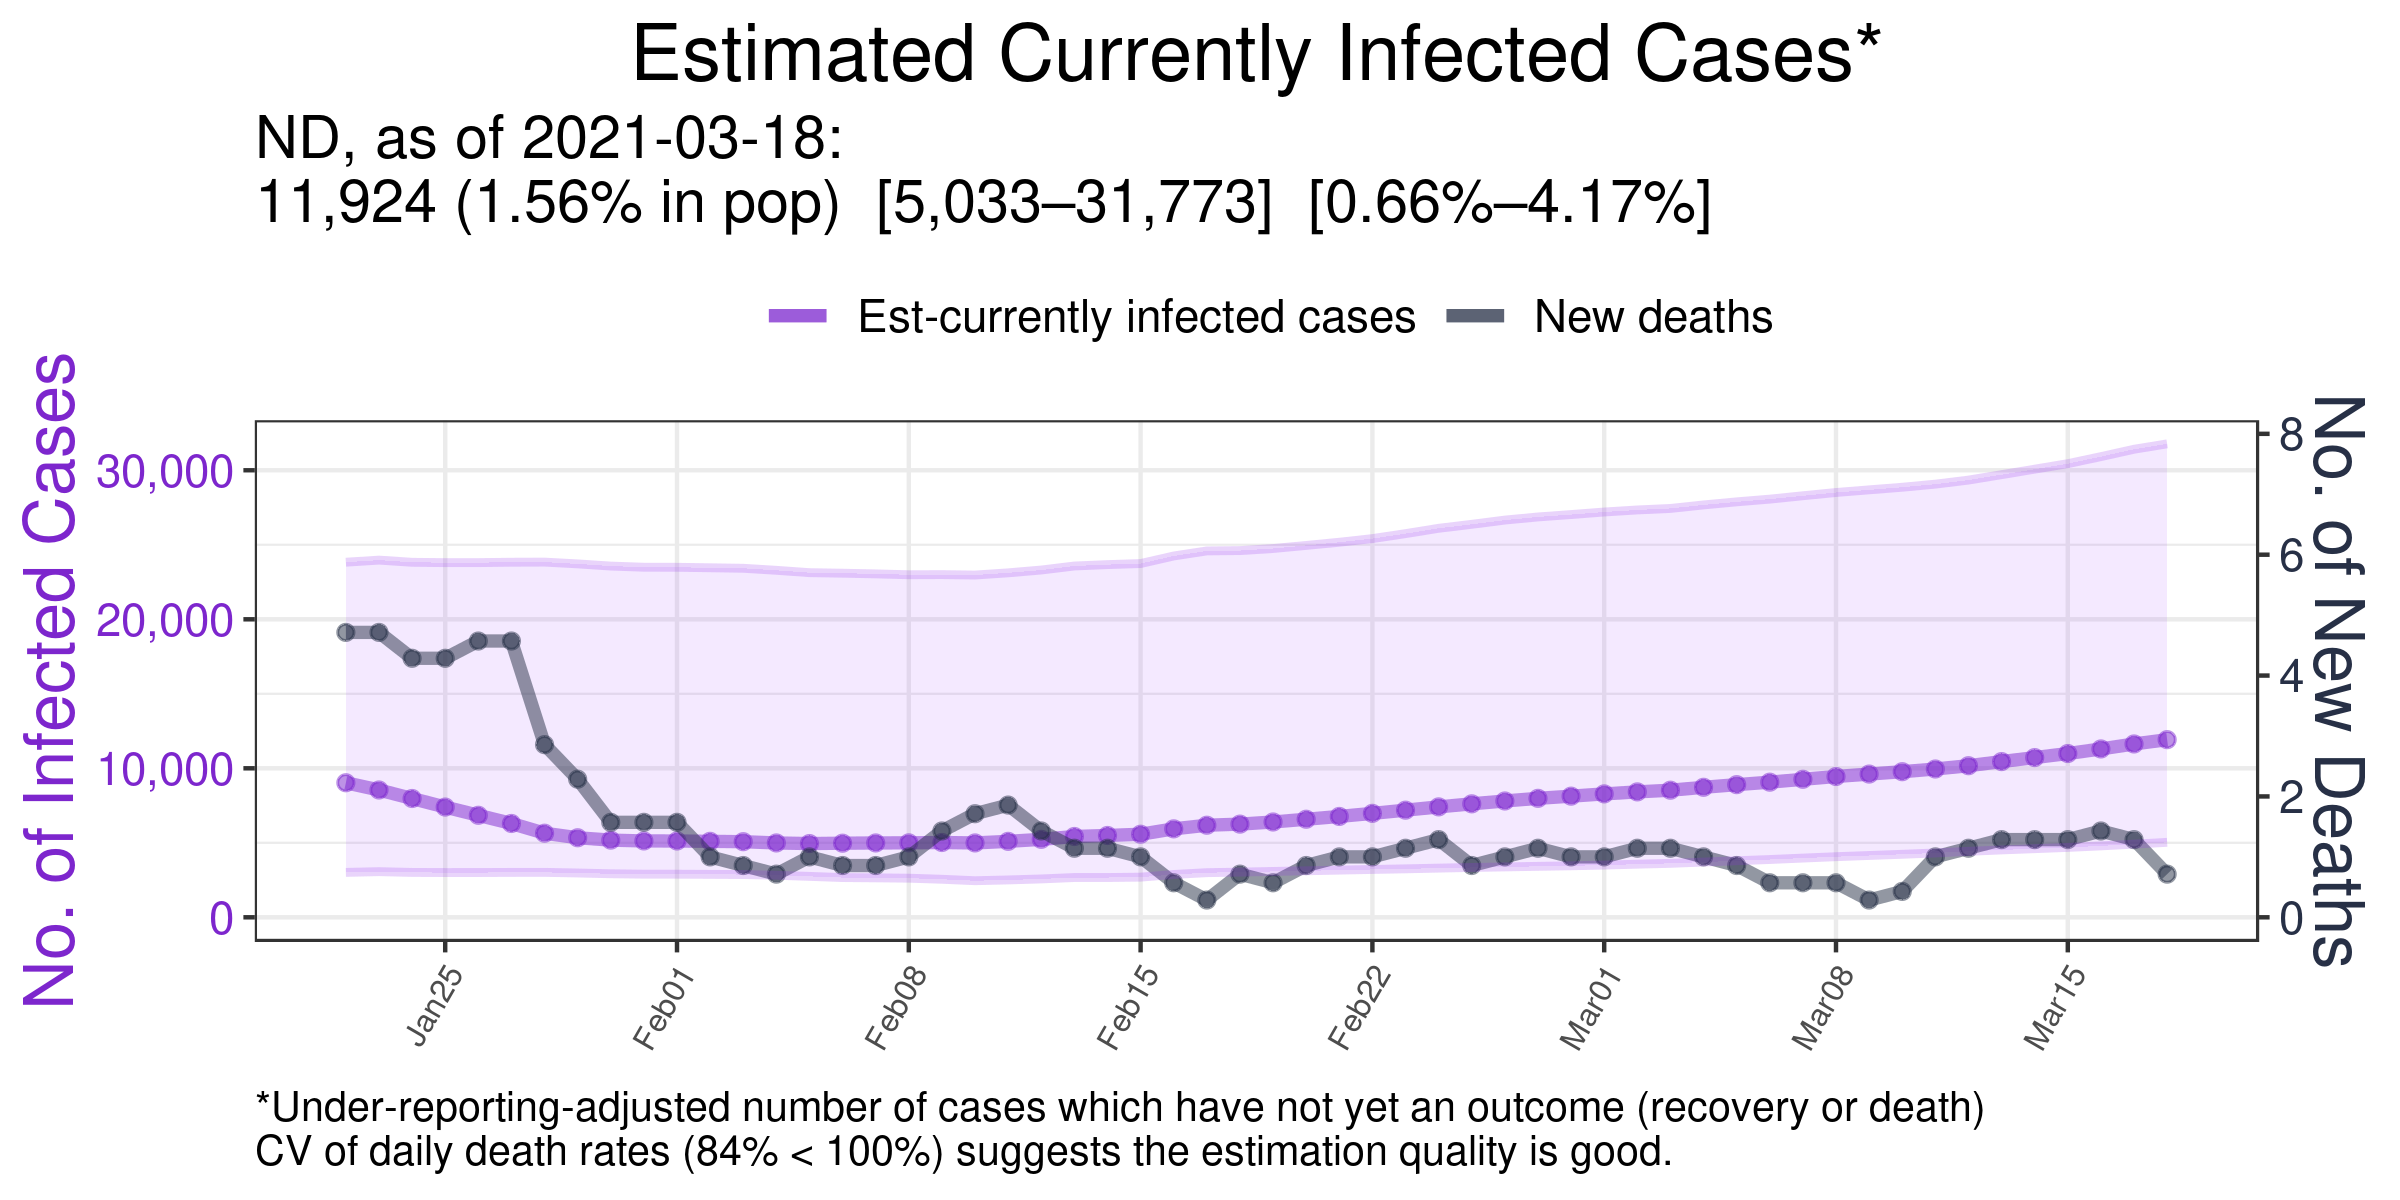 Estimated Currently Infected Cases*
ND, as of 2021-03-18:
11,924 (1.56% in pop)  [5,033–31,773]  [0.66%–4.17%]
Est-currently infected cases
New deaths
No. of Infected Cases
30,000
20,000
10,000
0
8
6
4
2
0
No. of New Deaths
Jan25
Feb01
Feb08
Feb15
Feb22
Mar01
Mar08
Mar15
*Under-reporting-adjusted number of cases which have not yet an outcome (recovery or death)
CV of daily death rates (84% < 100%) suggests the estimation quality is good.